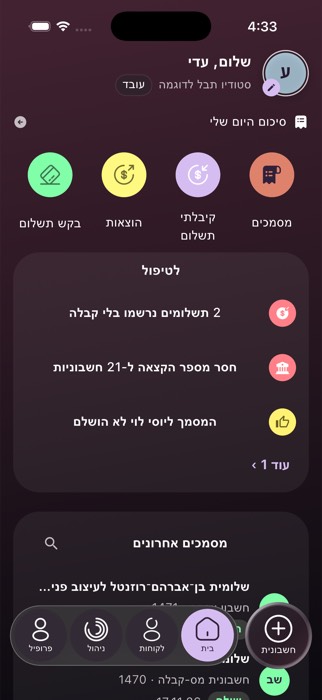 4:33
שלום, עדי
סטודיו תבל לדוגמה
עובד
ע
סיכום היום שלי
מסמכים
קיבלתי
תשלום
הוצאות
בקש תשלום
לטיפול
2 תשלומים נרשמו בלי קבלה
חסר מספר הקצאה ל-21 חשבוניות
המסמך ליוסי לוי לא הושלם
עוד 1 ›
מסמכים אחרונים
שלומית בן־אברהם־רוזנטל לעיצוב פני...
חשבונית
בית
לקוחות
ניהול
פרופיל
שב
חשבונית מס-קבלה · 1470